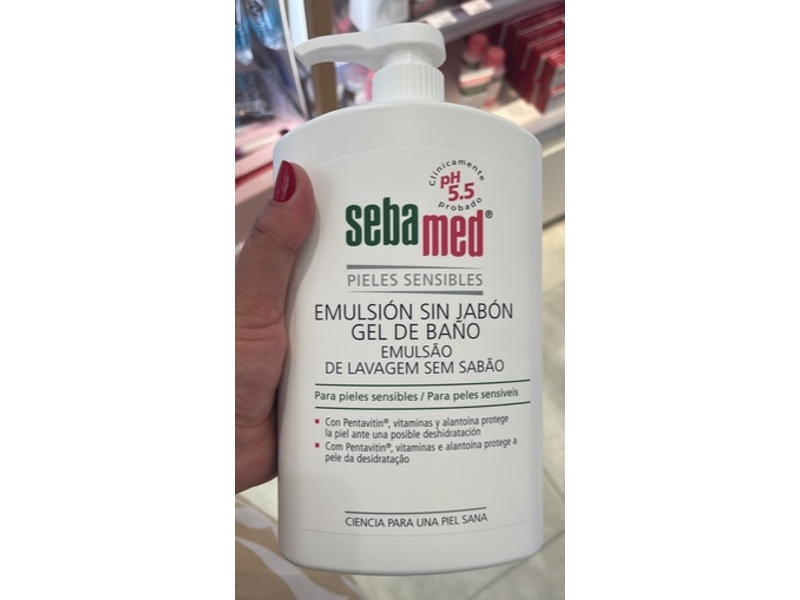 Clínicamente
pH
5.5
probado
sebamed®
PIELES SENSIBLES
EMULSIÓN SIN JABÓN
GEL DE BAÑO
EMULSÃO
DE LAVAGEM SEM SABÃO
Para pieles sensibles / Para peles sensíveis
Con Pentavitin®, vitaminas y alantoína protege
la piel ante una posible deshidratación
Com Pentavitin®, vitaminas e alantoína protege a
pele da desidratação
CIENCIA PARA UNA PIEL SANA